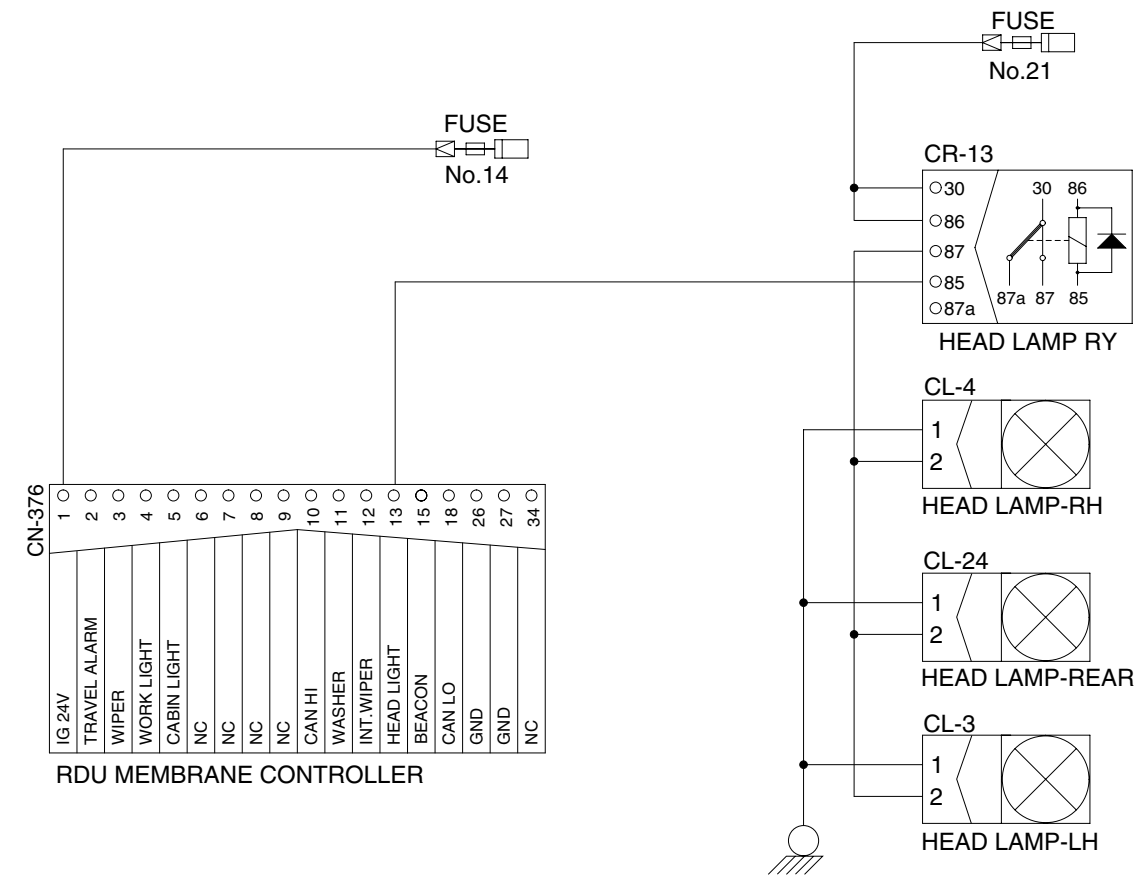 FUSE
No.21
FUSE
No.14
CR-13
30
86
87
85
87a
30 86
87a 87 85
HEAD LAMP RY
CL-4
1
2
HEAD LAMP-RH
CL-24
1
2
HEAD LAMP-REAR
CL-3
1
2
HEAD LAMP-LH
CN-376
1 2 3 4 5 6 7 8 9 10 11 12 13 15 18 26 27 34
IG 24V
TRAVEL ALARM
WIPER
WORK LIGHT
CABIN LIGHT
NC
NC
NC
NC
CAN HI
WASHER
INT.WIPER
HEAD LIGHT
BEACON
CAN LO
GND
GND
NC
RDU MEMBRANE CONTROLLER